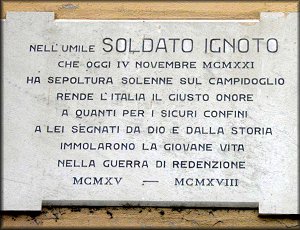 NELL'UMILE SOLDATO IGNOTO
CHE OGGI IV NOVEMBRE MCMXXI
HA SEPOLTURA SOLENNE SUL CAMPIDOGLIO
RENDE L'ITALIA IL GIUSTO ONORE
A QUANTI PER I SICURI CONFINI
A LEI SEGNATI DA DIO E DALLA STORIA
IMMOLARONO LA GIOVANE VITA
NELLA GUERRA DI REDENZIONE
MCMXV — MCMXVIII